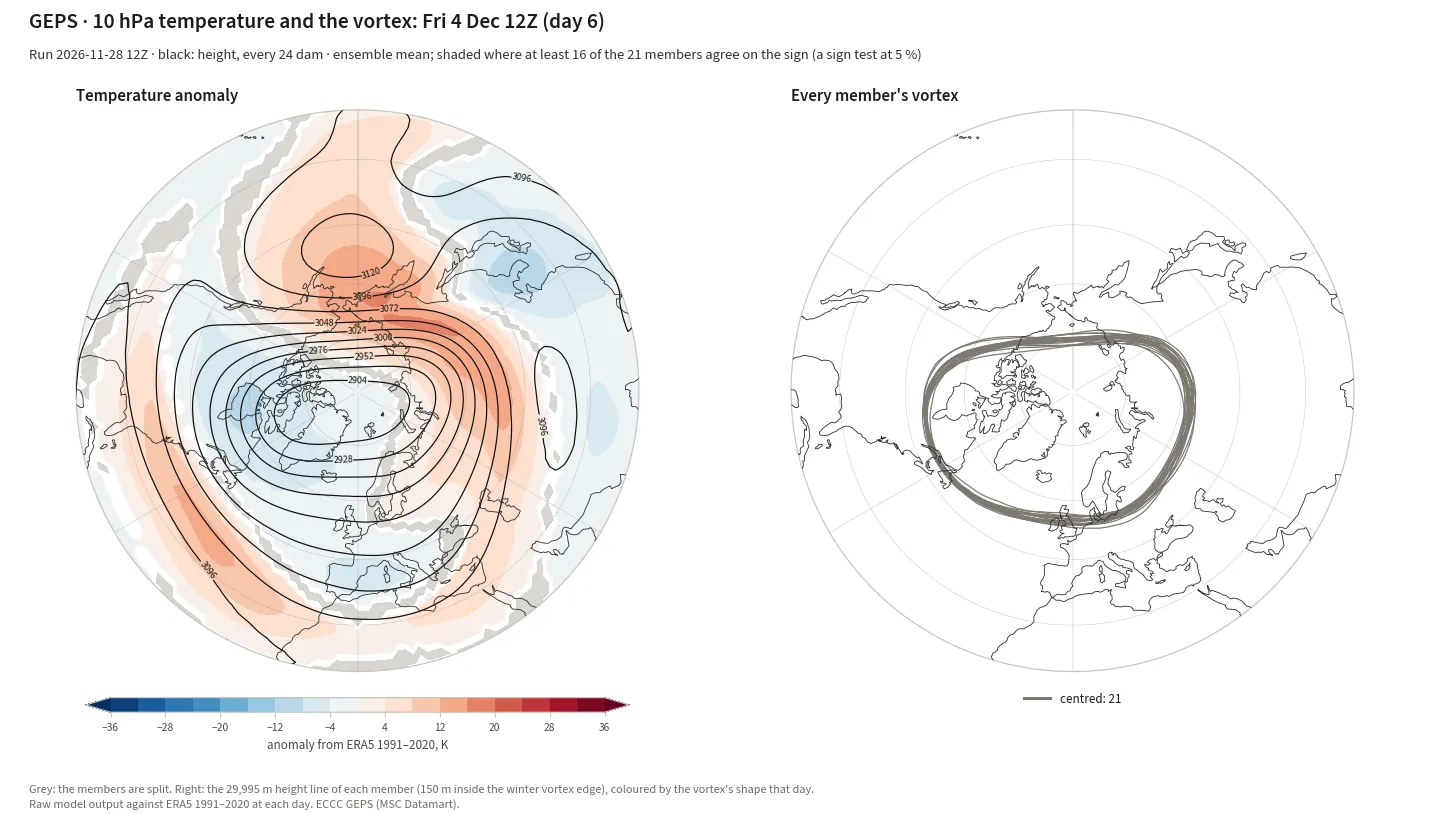 GEPS · 10 hPa temperature and the vortex: Fri 4 Dec 12Z (day 6)
Run 2026-11-28 12Z · black: height, every 24 dam · ensemble mean; shaded where at least 16 of the 21 members agree on the sign (a sign test at 5 %)
Temperature anomaly
Every member's vortex
3096
3120
3096
3072
3048
3024
3000
2976
2952
2904
3096
2928
3096
centred: 21
−36 −28 −20 −12 −4 4 12 20 28 36
anomaly from ERA5 1991–2020, K
Grey: the members are split. Right: the 29,995 m height line of each member (150 m inside the winter vortex edge), coloured by the vortex's shape that day.
Raw model output against ERA5 1991–2020 at each day. ECCC GEPS (MSC Datamart).